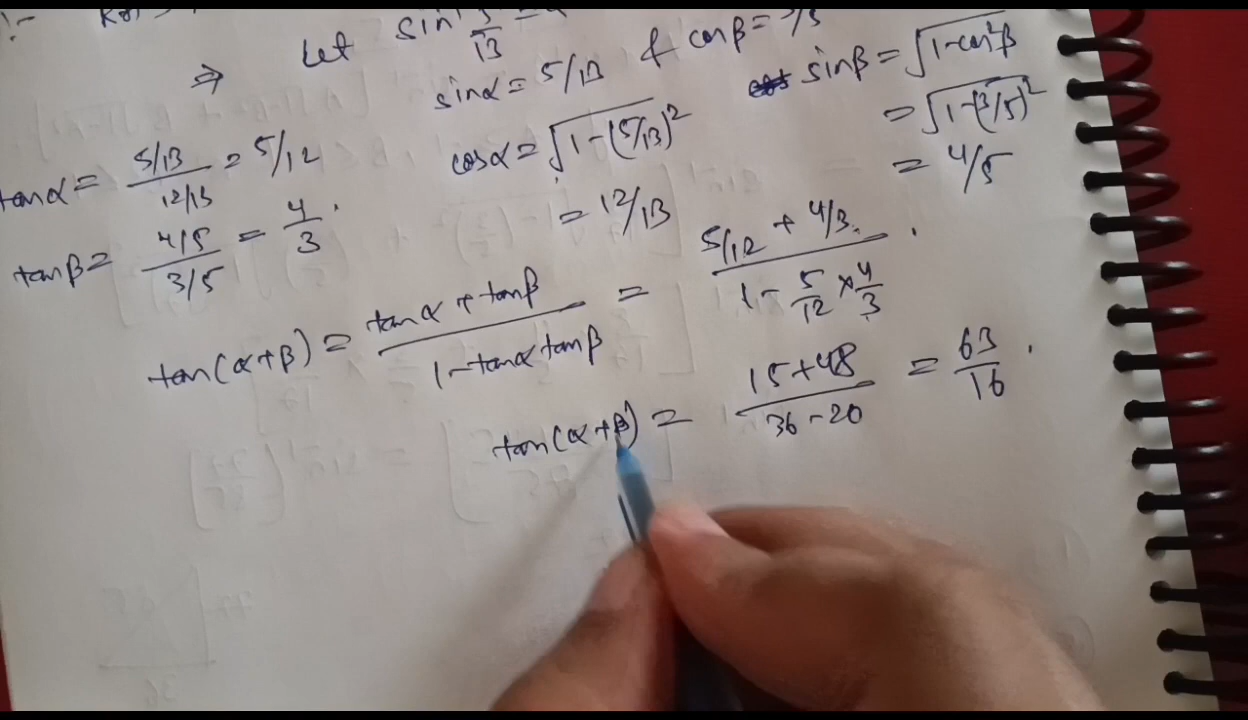 ⇒ Let sin⁻¹ 5/13 = α
sinα = 5/13 & cosβ = 3/5
cosα = √(1-(5/13)²)
= 12/13
sinβ = √(1-cos²β)
= √(1-(3/5)²)
= 4/5
tanα = (5/13)/(12/13) = 5/12
tanβ = (4/5)/(3/5) = 4/3.
tan(α+β) = (tanα + tanβ)/(1-tanα tanβ) = (5/12 + 4/3.)/(1 - 5/12 × 4/3) .
tan(α+β) = (15+48)/(36-20) = 63/16 .